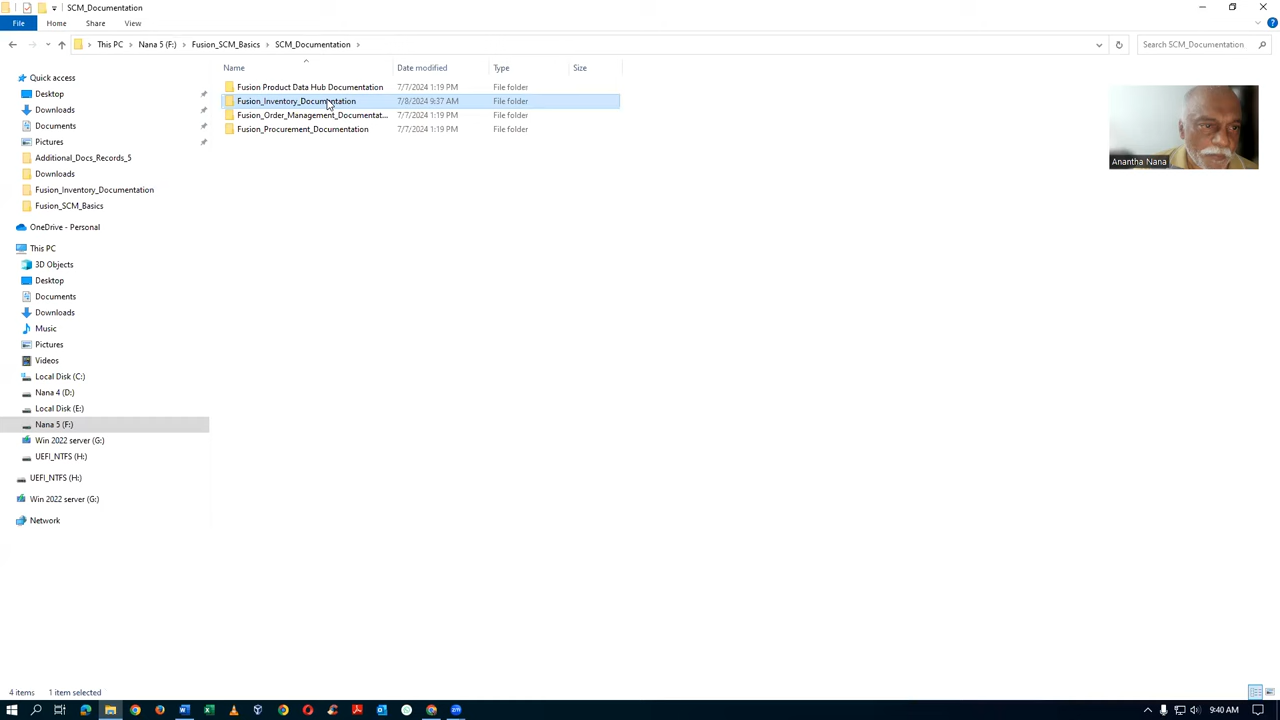 SCM_Documentation
File
Home
Share
View
This PC
Nana 5 (F:)
Fusion_SCM_Basics
SCM_Documentation
Search SCM_Documentation
Name
Date modified
Type
Size
Fusion Product Data Hub Documentation 7/7/2024 1:19 PM File folder
Fusion_Inventory_Documentation 7/8/2024 9:37 AM File folder
Fusion_Order_Management_Documentat... 7/7/2024 1:19 PM File folder
Fusion_Procurement_Documentation 7/7/2024 1:19 PM File folder
Quick access
Desktop
Downloads
Documents
Pictures
Additional_Docs_Records_5
Downloads
Fusion_Inventory_Documentation
Fusion_SCM_Basics
OneDrive - Personal
This PC
3D Objects
Desktop
Documents
Downloads
Music
Pictures
Videos
Local Disk (C:)
Nana 4 (D:)
Local Disk (E:)
Nana 5 (F:)
Win 2022 server (G:)
UEFI_NTFS (H:)
UEFI_NTFS (H:)
Win 2022 server (G:)
Network
Anantha Nana
4 items 1 item selected
9:40 AM